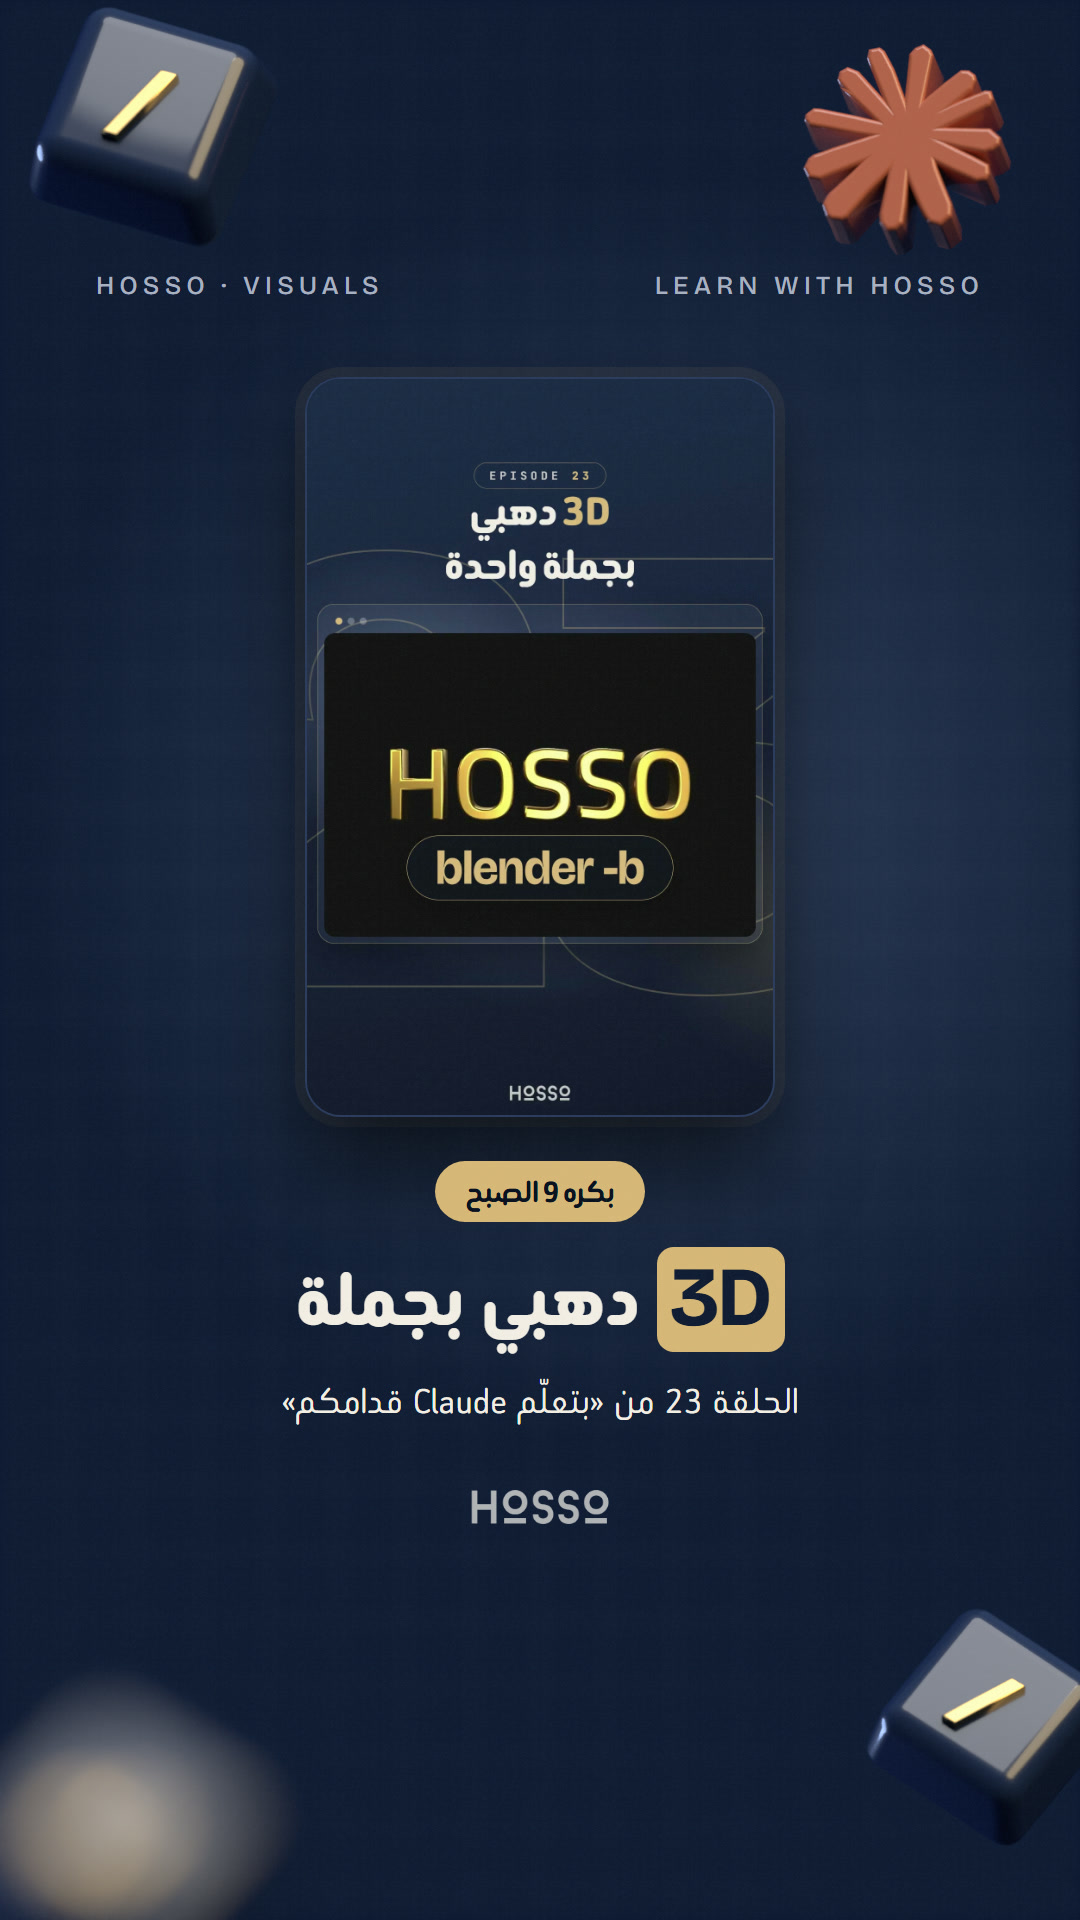 /
HOSSO · VISUALS
LEARN WITH HOSSO
EPISODE 23
3D دهبي
بجملة واحدة
HOSSO
blender -b
HOSSO
بكره 9 الصبح
3D دهبي بجملة
الحلقة 23 من «بتعلّم Claude قدامكم»
HOSSO
/